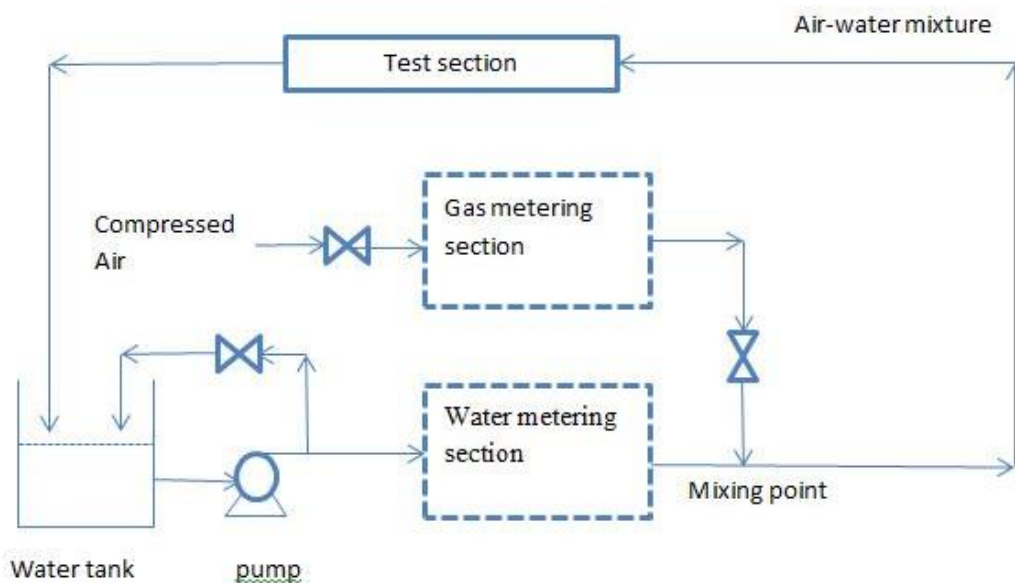 Air-water mixture
Test section
Gas metering
section
Compressed
Air
Water metering
section
Mixing point
Water tank
pump